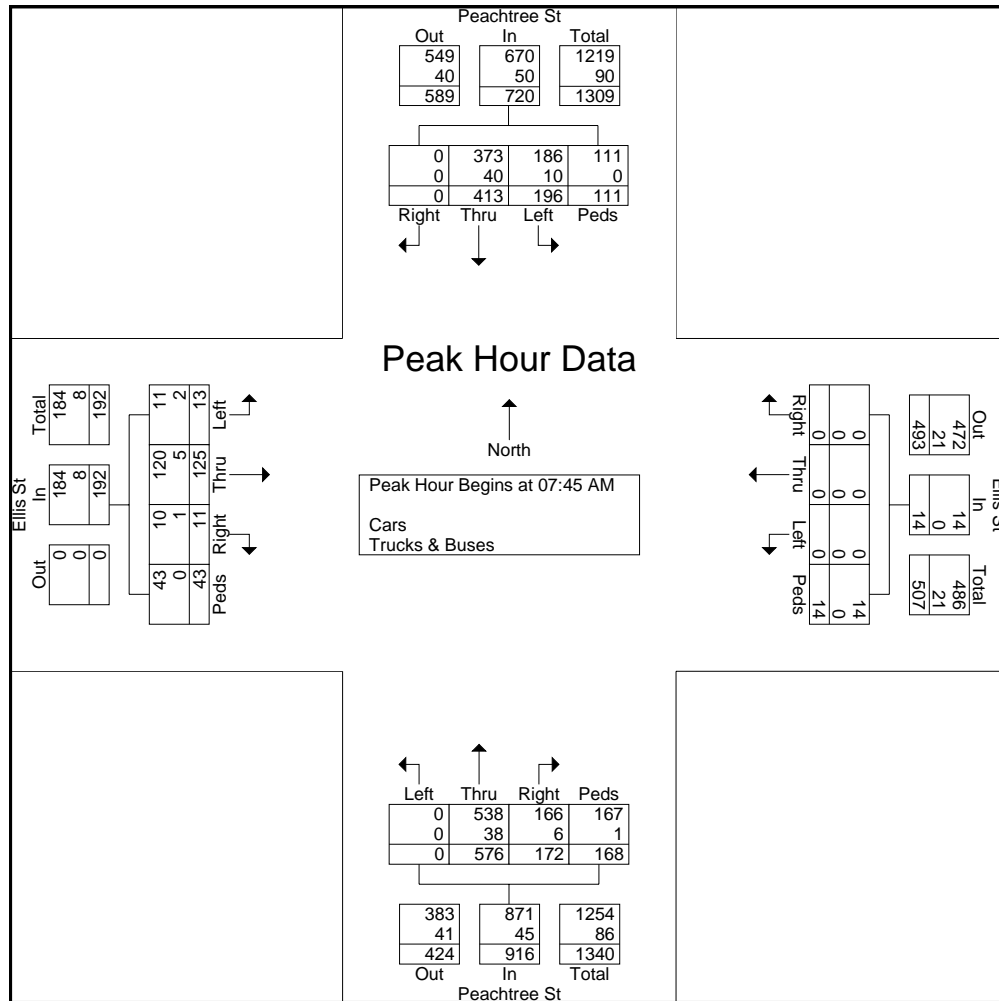 Peachtree St
Out In Total
549 670 1219
40 50 90
589 720 1309
0 373 186 111
0 40 10 0
0 413 196 111
Right Thru Left Peds
Peak Hour Data
North
Peak Hour Begins at 07:45 AM
Cars
Trucks & Buses
Ellis St
Total In Out
184 184 0
8 8 0
192 192 0
11 120 10 43
2 5 1 0
13 125 11 43
Left Thru Right Peds
Right Thru Left Peds
0 0 0 14
0 0 0 0
0 0 0 14
Out In Total
472 14 486
21 0 21
493 14 507
Ellis St
Left Thru Right Peds
0 538 166 167
0 38 6 1
0 576 172 168
383 871 1254
41 45 86
424 916 1340
Out In Total
Peachtree St